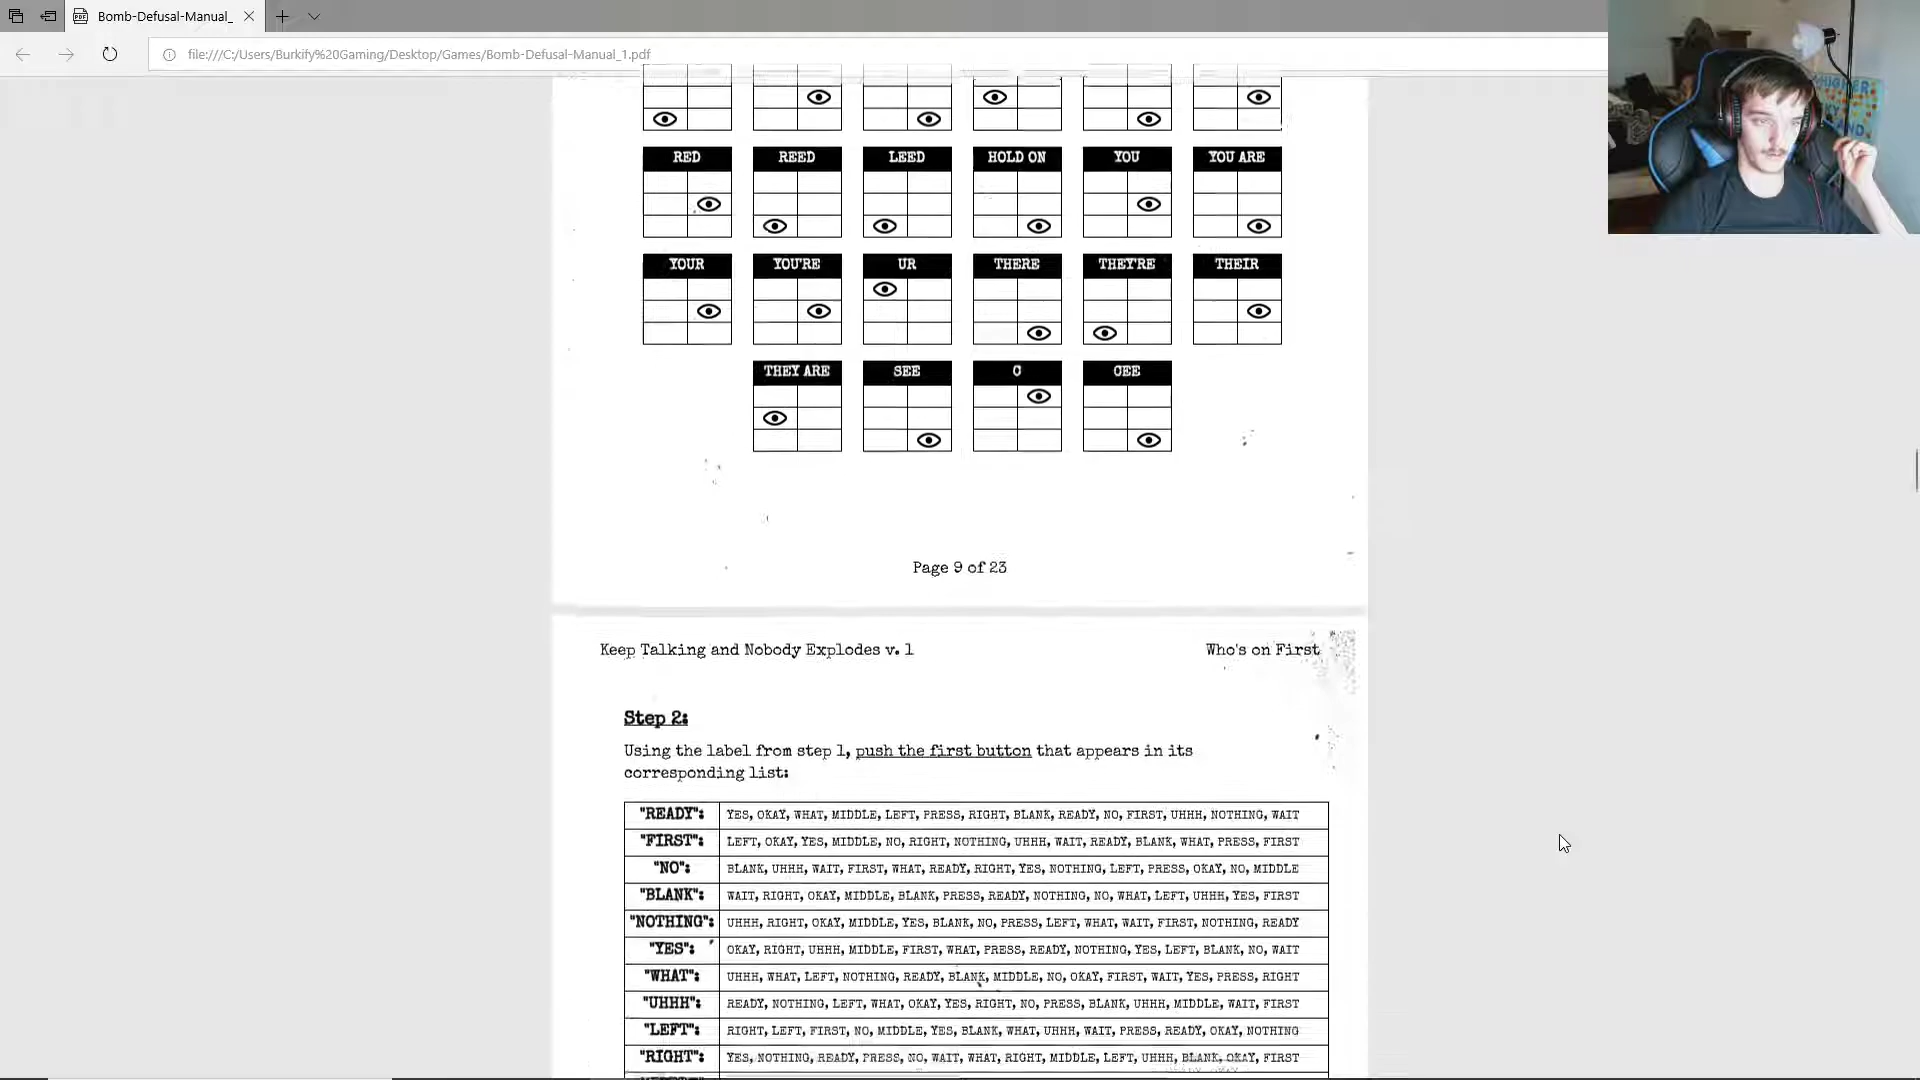 Bomb-Defusal-Manual_
file:///C:/Users/Burkify%20Gaming/Desktop/Games/Bomb-Defusal-Manual_1.pdf
RED REED LEED HOLD ON YOU YOU ARE
YOUR YOU'RE UR THERE THEY'RE THEIR
THEY ARE SEE C CEE
Page 9 of 23
Keep Talking and Nobody Explodes v. 1 Who's on First
Step 2:
Using the label from step 1, push the first button that appears in its
corresponding list:
"READY": YES, OKAY, WHAT, MIDDLE, LEFT, PRESS, RIGHT, BLANK, READY, NO, FIRST, UHHH, NOTHING, WAIT
"FIRST": LEFT, OKAY, YES, MIDDLE, NO, RIGHT, NOTHING, UHHH, WAIT, READY, BLANK, WHAT, PRESS, FIRST
"NO": BLANK, UHHH, WAIT, FIRST, WHAT, READY, RIGHT, YES, NOTHING, LEFT, PRESS, OKAY, NO, MIDDLE
"BLANK": WAIT, RIGHT, OKAY, MIDDLE, BLANK, PRESS, READY, NOTHING, NO, WHAT, LEFT, UHHH, YES, FIRST
"NOTHING": UHHH, RIGHT, OKAY, MIDDLE, YES, BLANK, NO, PRESS, LEFT, WHAT, WAIT, FIRST, NOTHING, READY
"YES": OKAY, RIGHT, UHHH, MIDDLE, FIRST, WHAT, PRESS, READY, NOTHING, YES, LEFT, BLANK, NO, WAIT
"WHAT": UHHH, WHAT, LEFT, NOTHING, READY, BLANK, MIDDLE, NO, OKAY, FIRST, WAIT, YES, PRESS, RIGHT
"UHHH": READY, NOTHING, LEFT, WHAT, OKAY, YES, RIGHT, NO, PRESS, BLANK, UHHH, MIDDLE, WAIT, FIRST
"LEFT": RIGHT, LEFT, FIRST, NO, MIDDLE, YES, BLANK, WHAT, UHHH, WAIT, PRESS, READY, OKAY, NOTHING
"RIGHT": YES, NOTHING, READY, PRESS, NO, WAIT, WHAT, RIGHT, MIDDLE, LEFT, UHHH, BLANK, OKAY, FIRST
HIGHER